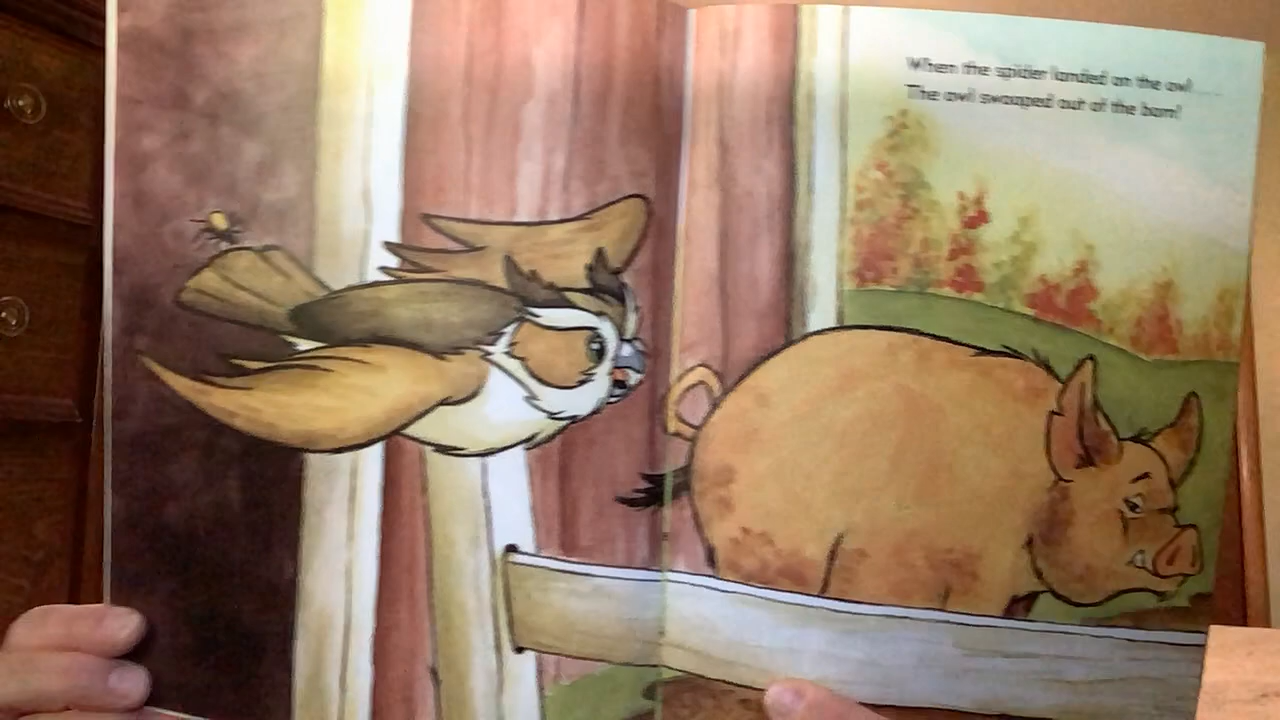 When the spider landed on the owl....
The owl swooped out of the barn!